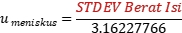 u meniskus = STDEV Berat Isi
3.16227766